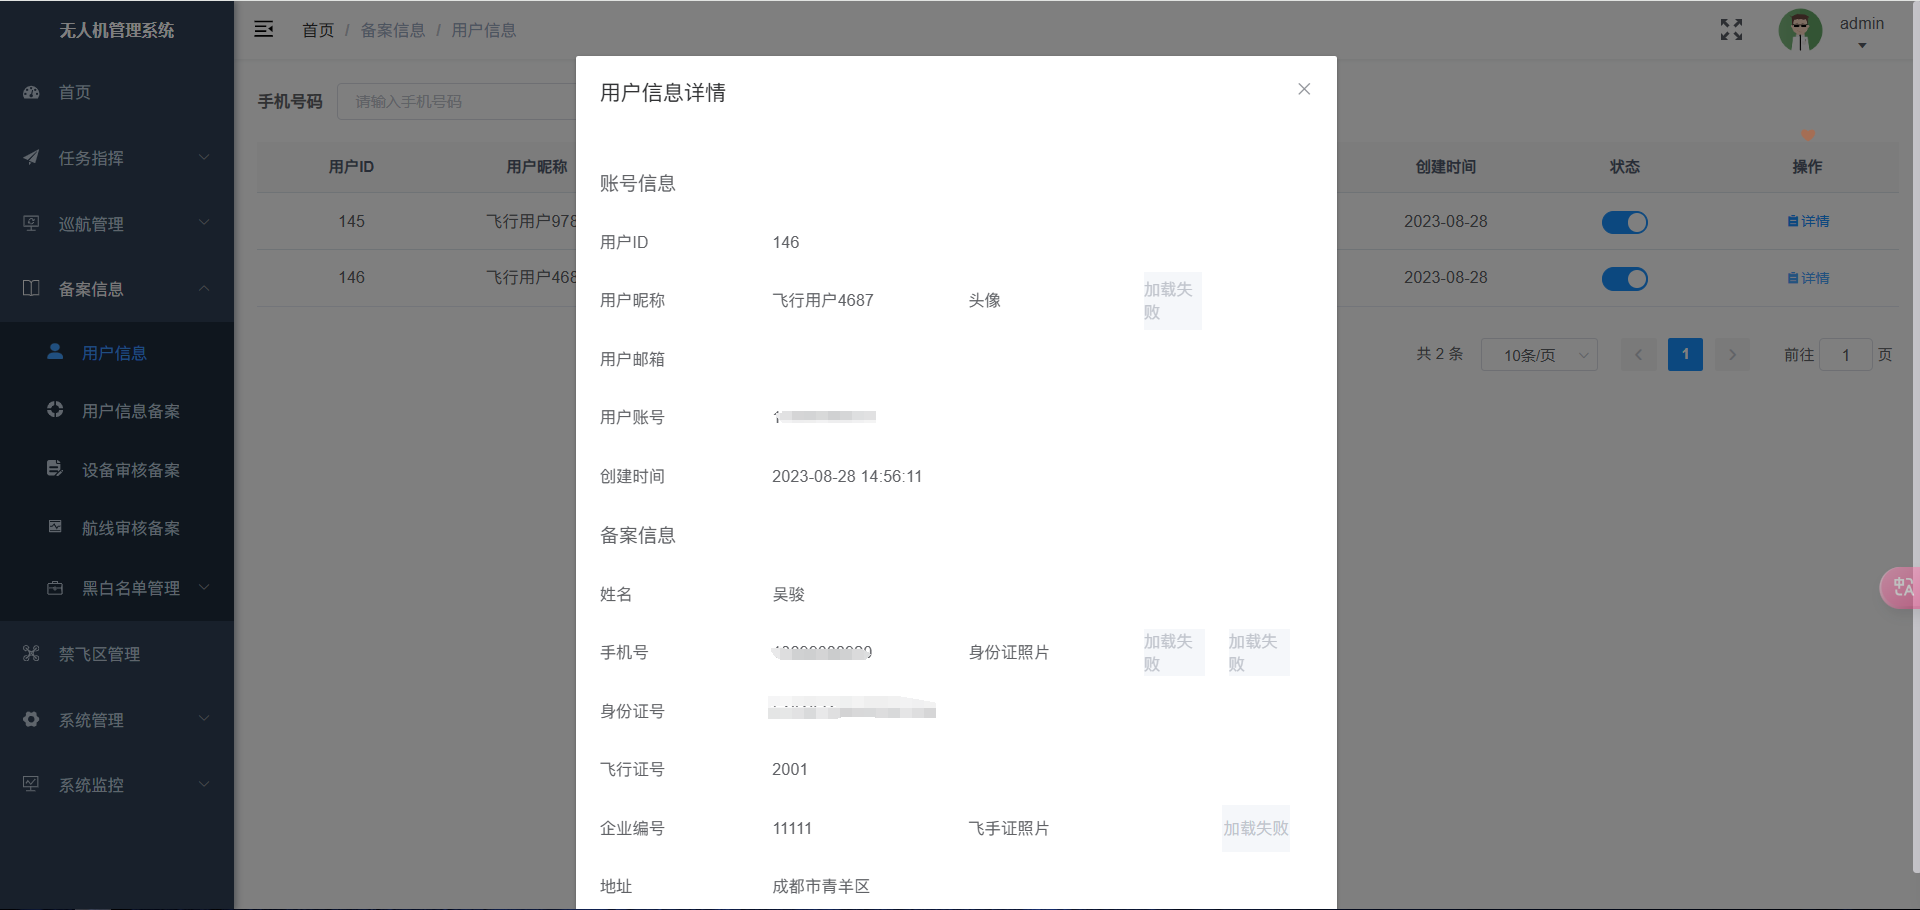 无人机管理系统
首页
任务指挥
巡航管理
备案信息
用户信息
用户信息备案
设备审核备案
航线审核备案
黑白名单管理
禁飞区管理
系统管理
系统监控
首页 / 备案信息 / 用户信息
admin
手机号码 请输入手机号码
用户ID 用户昵称 创建时间 状态 操作
145 飞行用户978 2023-08-28 详情
146 飞行用户468 2023-08-28 详情
共 2 条 10条/页 1 前往 1 页
用户信息详情
账号信息
用户ID 146
用户昵称 飞行用户4687 头像 加载失
败
用户邮箱
用户账号
创建时间 2023-08-28 14:56:11
备案信息
姓名 吴骏
手机号 身份证照片 加载失 加载失
败 败
身份证号
飞行证号 2001
企业编号 11111 飞手证照片 加载失败
地址 成都市青羊区
中A